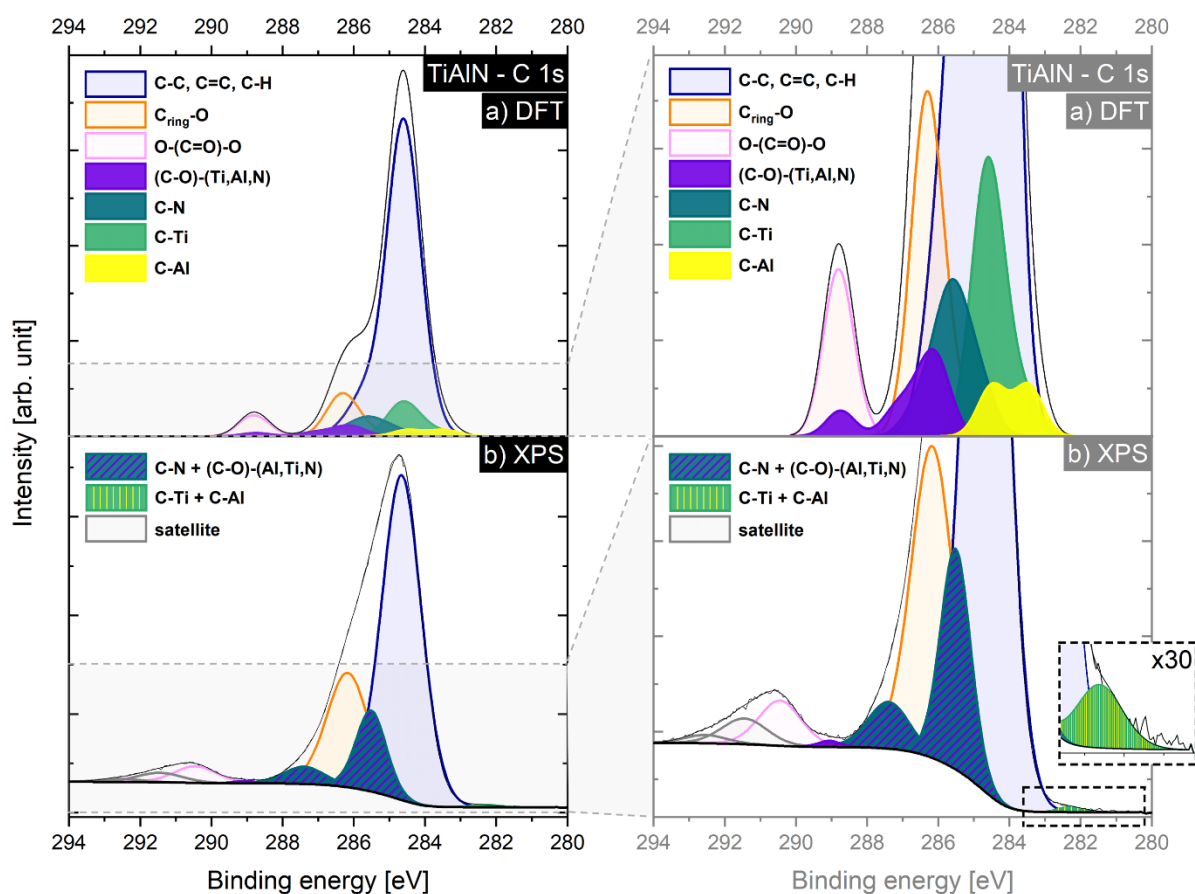 294 292 290 288 286 284 282 280
TiAlN - C 1s
a) DFT
C-C, C=C, C-H
Cring-O
O-(C=O)-O
(C-O)-(Ti,Al,N)
C-N
C-Ti
C-Al
b) XPS
C-N + (C-O)-(Al,Ti,N)
C-Ti + C-Al
satellite
Intensity [arb. unit]
294 292 290 288 286 284 282 280
Binding energy [eV]
294 292 290 288 286 284 282 280
TiAlN - C 1s
a) DFT
C-C, C=C, C-H
Cring-O
O-(C=O)-O
(C-O)-(Ti,Al,N)
C-N
C-Ti
C-Al
b) XPS
C-N + (C-O)-(Al,Ti,N)
C-Ti + C-Al
satellite
x30
294 292 290 288 286 284 282 280
Binding energy [eV]